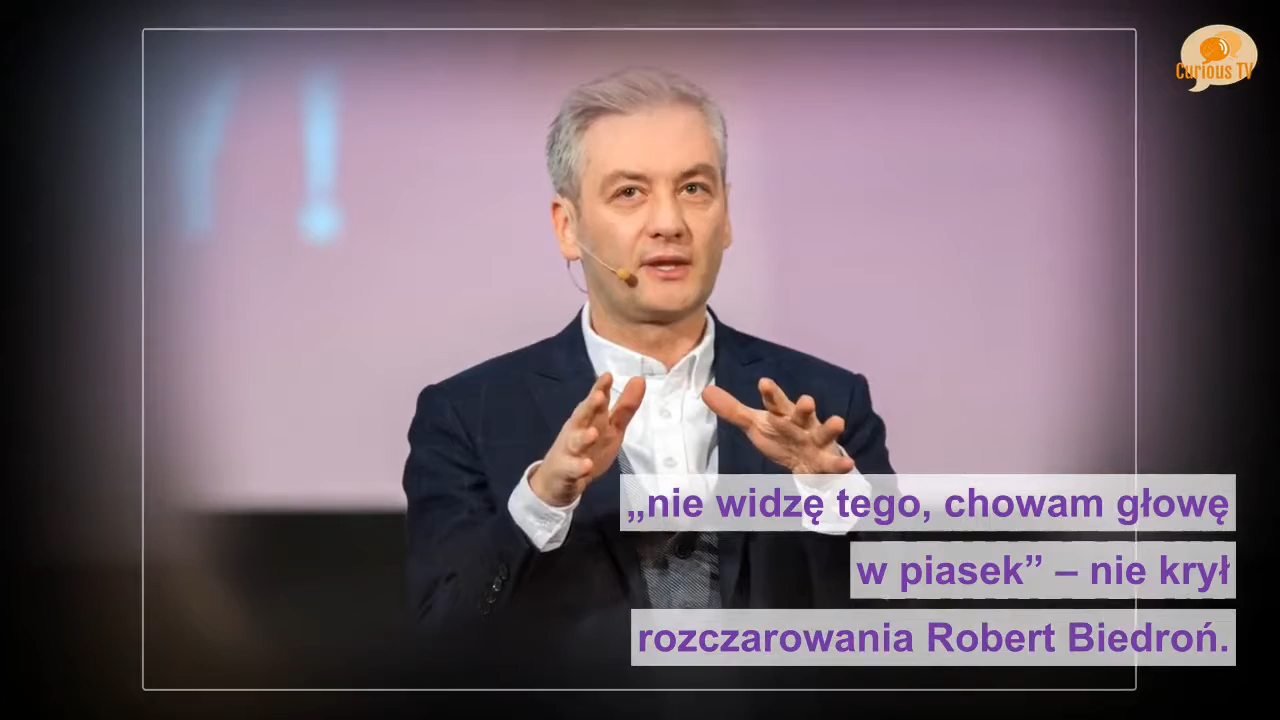 Curious TV
„nie widzę tego, chowam głowę
w piasek” – nie krył
rozczarowania Robert Biedroń.